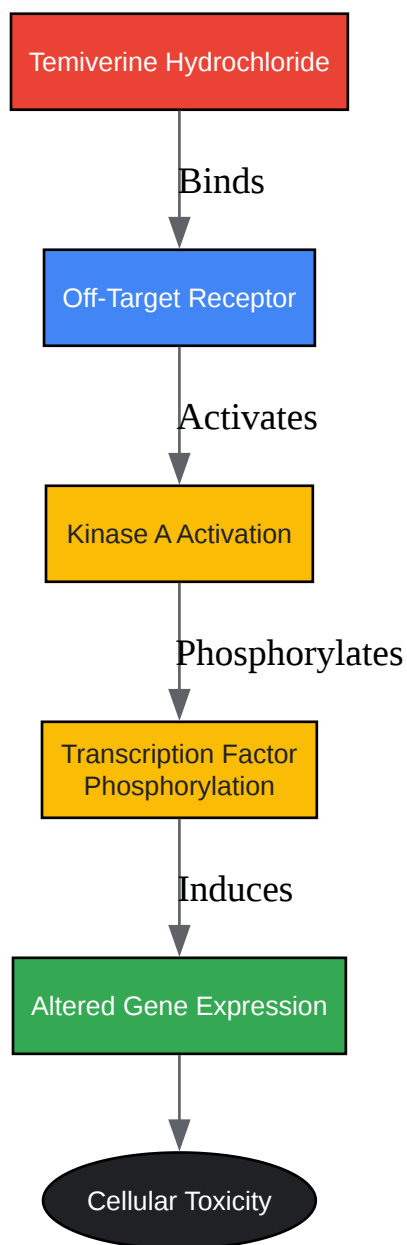 Temiverine Hydrochloride
Binds
Off-Target Receptor
Activates
Kinase A Activation
Phosphorylates
Transcription Factor
Phosphorylation
Induces
Altered Gene Expression
Cellular Toxicity